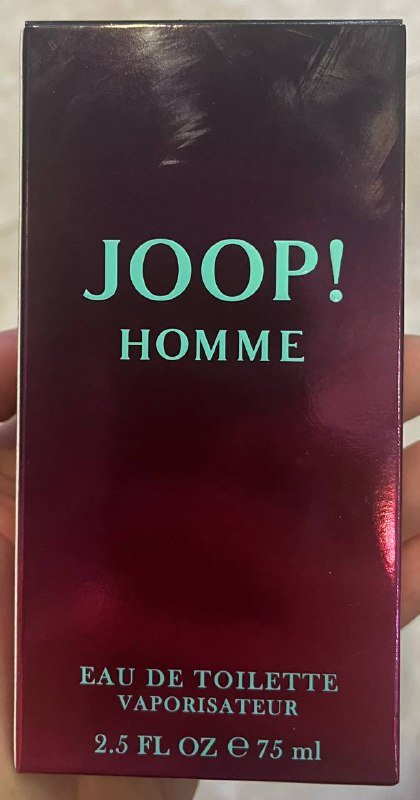 JOOP!
HOMME
EAU DE TOILETTE
VAPORISATEUR
2.5 FL OZ ℮ 75 ml